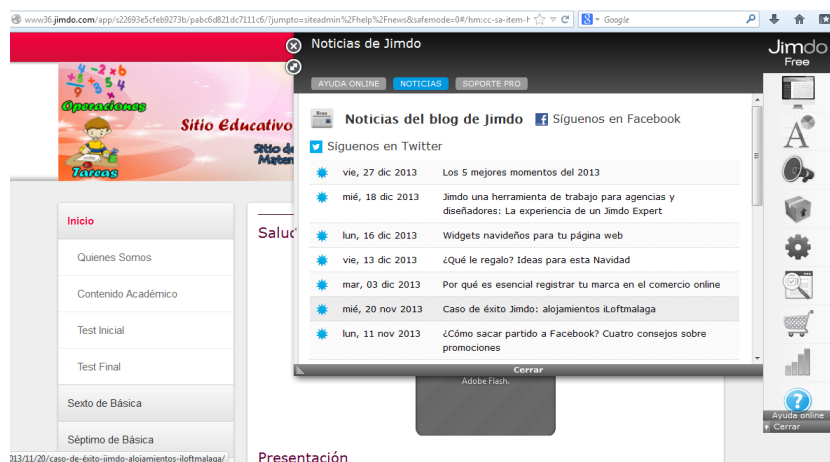 www36.jimdo.com/app/s22693e5cfeb9273b/pabc6d821dc7111c6/?jumpto=siteadmin%2Fhelp%2Fnews&safemode=0#/hm:cc-sa-item-h
Google
Noticias de Jimdo
Jimdo
Free
AYUDA ONLINE NOTICIAS SOPORTE PRO
Operaciones
Tareas
Sitio Educativo
Sitio de
Matem
Noticias del blog de Jimdo Síguenos en Facebook
Síguenos en Twitter
vie, 27 dic 2013 Los 5 mejores momentos del 2013
mié, 18 dic 2013 Jimdo una herramienta de trabajo para agencias y
diseñadores: La experiencia de un Jimdo Expert
lun, 16 dic 2013 Widgets navideños para tu página web
vie, 13 dic 2013 ¿Qué le regalo? Ideas para esta Navidad
mar, 03 dic 2013 Por qué es esencial registrar tu marca en el comercio online
mié, 20 nov 2013 Caso de éxito Jimdo: alojamientos iLoftmalaga
lun, 11 nov 2013 ¿Cómo sacar partido a Facebook? Cuatro consejos sobre
promociones
Cerrar
Inicio
Quienes Somos
Contenido Académico
Test Inicial
Test Final
Sexto de Básica
Séptimo de Básica
Salud
Adobe Flash.
Presentación
Ayuda online
Cerrar
013/11/20/caso-de-éxito-jimdo-alojamientos-iloftmalaga/